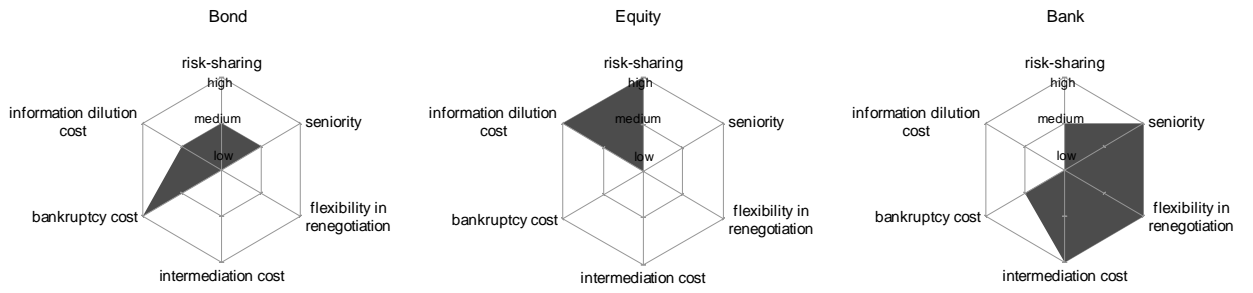 Bond
risk-sharing
high
information dilution
cost
medium
seniority
low
bankruptcy cost
flexibility in
renegotiation
intermediation cost
Equity
risk-sharing
high
information dilution
cost
medium
seniority
low
bankruptcy cost
flexibility in
renegotiation
intermediation cost
Bank
risk-sharing
high
information dilution
cost
medium
seniority
low
bankruptcy cost
flexibility in
renegotiation
intermediation cost